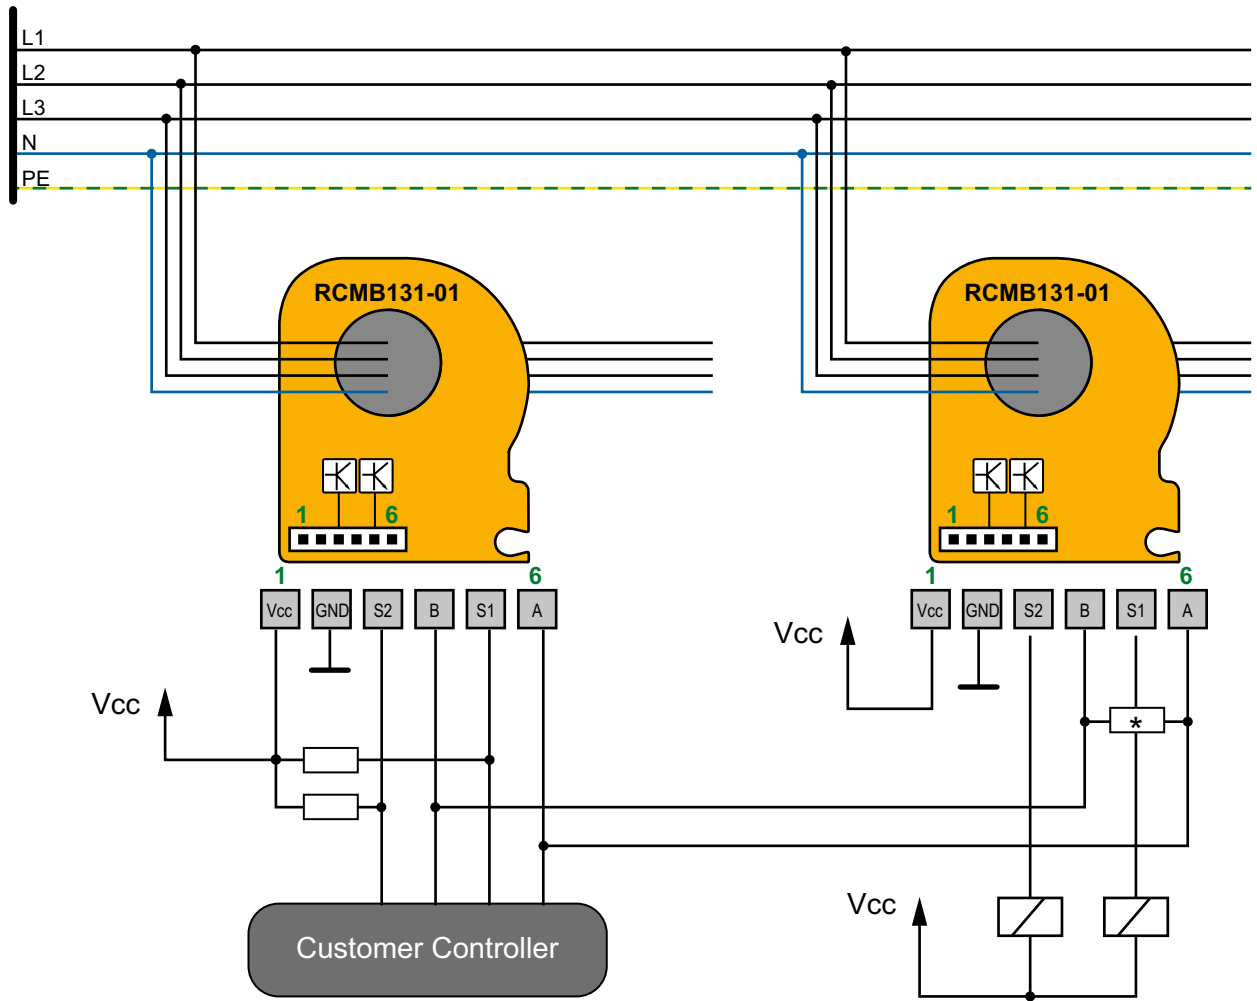 L1
L2
L3
N
PE
RCMB131-01
RCMB131-01
1 6
1 6
1 6
1 6
Vcc GND S2 B S1 A
Vcc GND S2 B S1 A
Vcc
Vcc
*
Vcc
Customer Controller